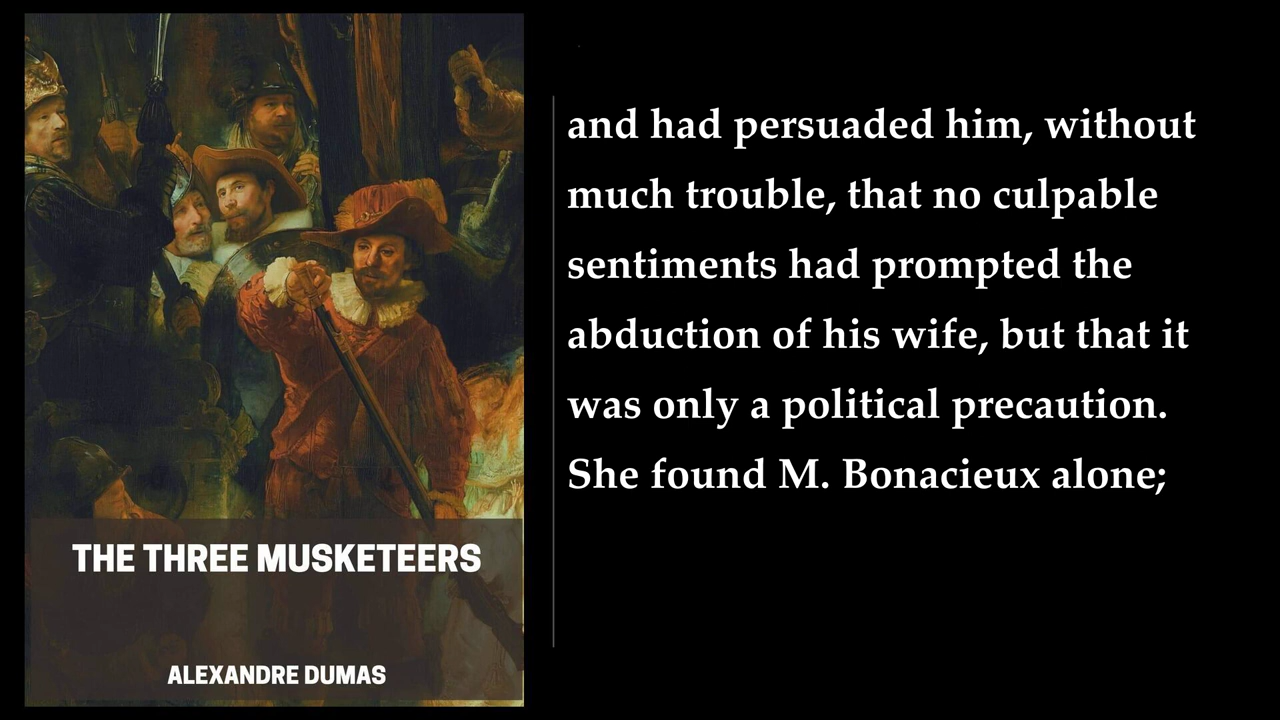 and had persuaded him, without
much trouble, that no culpable
sentiments had prompted the
abduction of his wife, but that it
was only a political precaution.
She found M. Bonacieux alone;
THE THREE MUSKETEERS
ALEXANDRE DUMAS